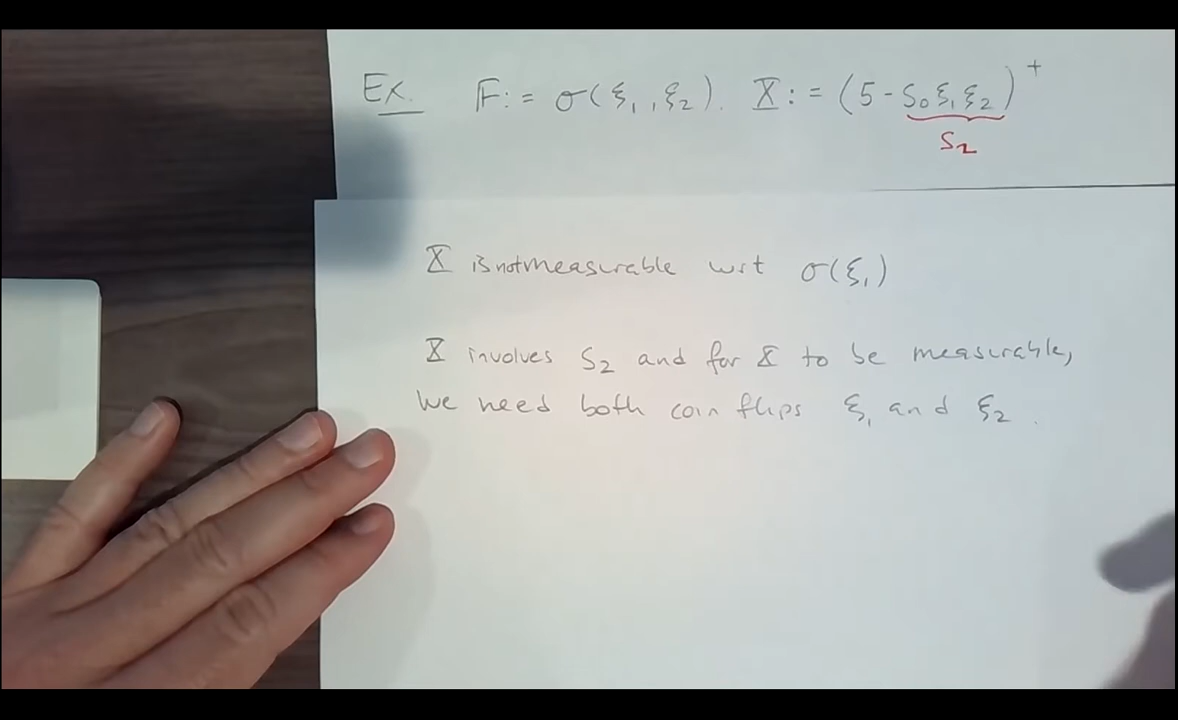 Ex. F := σ(ξ₁, ξ₂). X := (5 - S₀ξ₁ξ₂)⁺
S₂
X is not measurable wrt σ(ξ₁)
X involves S₂ and for X to be measurable,
we need both coin flips ξ₁ and ξ₂.